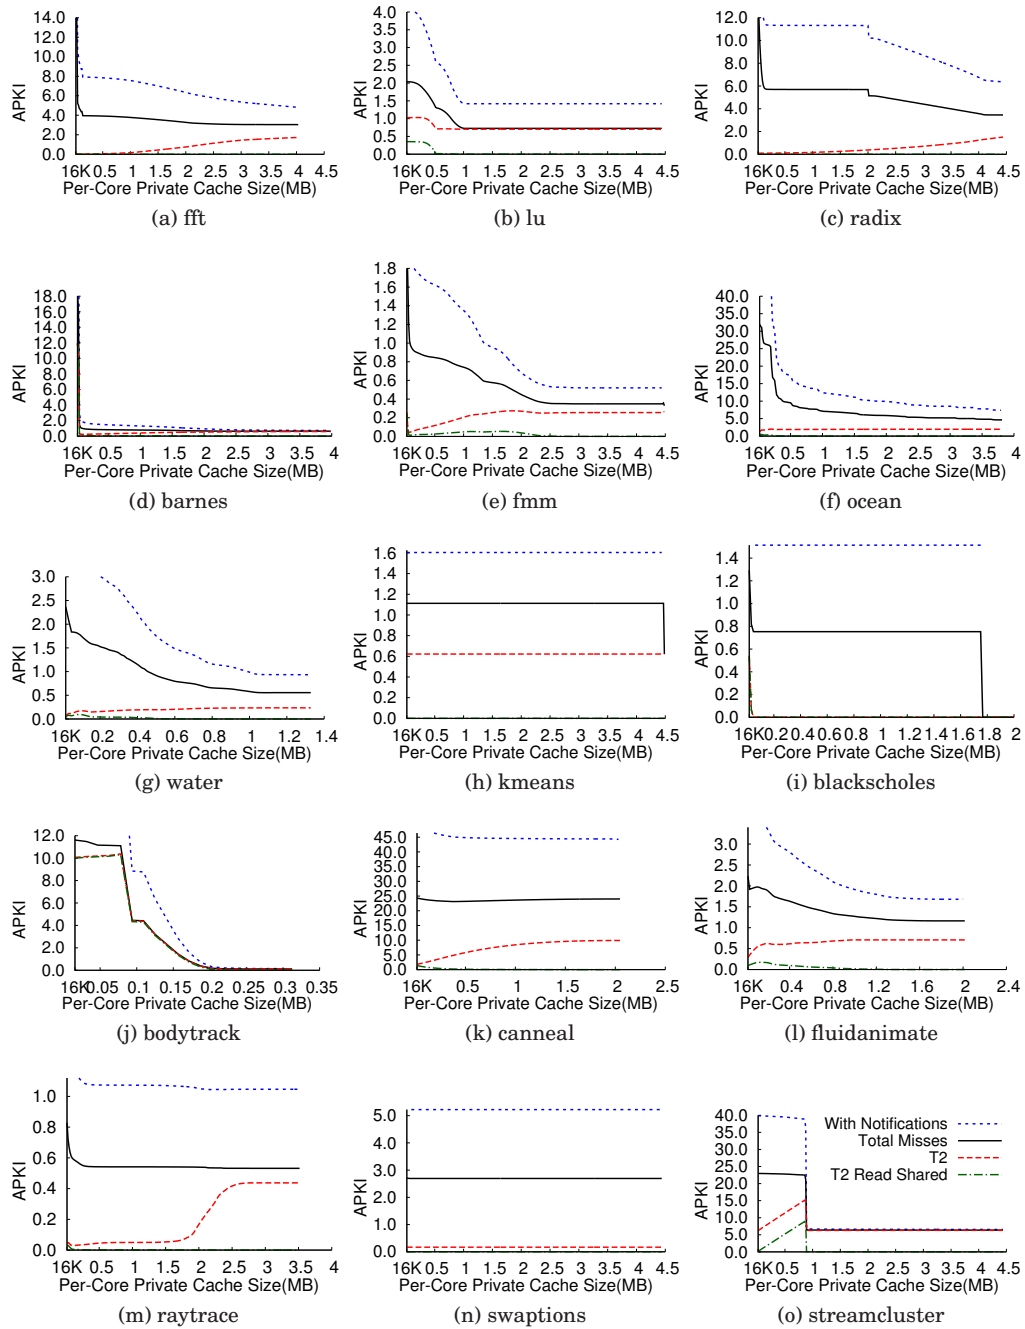 14.0
12.0
10.0
8.0
6.0
4.0
2.0
0.0
APKI
16K 0.5 1 1.5 2 2.5 3 3.5 4 4.5
Per-Core Private Cache Size(MB)
(a) fft
4.0
3.5
3.0
2.5
2.0
1.5
1.0
0.5
0.0
APKI
16K 0.5 1 1.5 2 2.5 3 3.5 4 4.5
Per-Core Private Cache Size(MB)
(b) lu
12.0
10.0
8.0
6.0
4.0
2.0
0.0
APKI
16K 0.5 1 1.5 2 2.5 3 3.5 4 4.5
Per-Core Private Cache Size(MB)
(c) radix
18.0
16.0
14.0
12.0
10.0
8.0
6.0
4.0
2.0
0.0
APKI
16K 0.5 1 1.5 2 2.5 3 3.5 4
Per-Core Private Cache Size(MB)
(d) barnes
1.8
1.6
1.4
1.2
1.0
0.8
0.6
0.4
0.2
0.0
APKI
16K 0.5 1 1.5 2 2.5 3 3.5 4 4.5
Per-Core Private Cache Size(MB)
(e) fmm
40.0
35.0
30.0
25.0
20.0
15.0
10.0
5.0
0.0
APKI
16K 0.5 1 1.5 2 2.5 3 3.5 4
Per-Core Private Cache Size(MB)
(f) ocean
3.0
2.5
2.0
1.5
1.0
0.5
0.0
APKI
16K 0.2 0.4 0.6 0.8 1 1.2 1.4
Per-Core Private Cache Size(MB)
(g) water
1.6
1.4
1.2
1.0
0.8
0.6
0.4
0.2
0.0
APKI
16K 0.5 1 1.5 2 2.5 3 3.5 4 4.5
Per-Core Private Cache Size(MB)
(h) kmeans
1.4
1.2
1.0
0.8
0.6
0.4
0.2
0.0
APKI
16K 0.2 0.4 0.6 0.8 1 1.2 1.4 1.6 1.8 2
Per-Core Private Cache Size(MB)
(i) blackscholes
12.0
10.0
8.0
6.0
4.0
2.0
0.0
APKI
16K 0.05 0.1 0.15 0.2 0.25 0.3 0.35
Per-Core Private Cache Size(MB)
(j) bodytrack
45.0
40.0
35.0
30.0
25.0
20.0
15.0
10.0
5.0
0.0
APKI
16K 0.5 1 1.5 2 2.5
Per-Core Private Cache Size(MB)
(k) canneal
3.0
2.5
2.0
1.5
1.0
0.5
0.0
APKI
16K 0.4 0.8 1.2 1.6 2 2.4
Per-Core Private Cache Size(MB)
(l) fluidanimate
1.0
0.8
0.6
0.4
0.2
0.0
APKI
16K 0.5 1 1.5 2 2.5 3 3.5 4
Per-Core Private Cache Size(MB)
(m) raytrace
5.0
4.0
3.0
2.0
1.0
0.0
APKI
16K 0.5 1 1.5 2 2.5 3 3.5 4 4.5
Per-Core Private Cache Size(MB)
(n) swaptions
40.0
35.0
30.0
25.0
20.0
15.0
10.0
5.0
0.0
APKI
With Notifications
Total Misses
T2
T2 Read Shared
16K 0.5 1 1.5 2 2.5 3 3.5 4 4.5
Per-Core Private Cache Size(MB)
(o) streamcluster